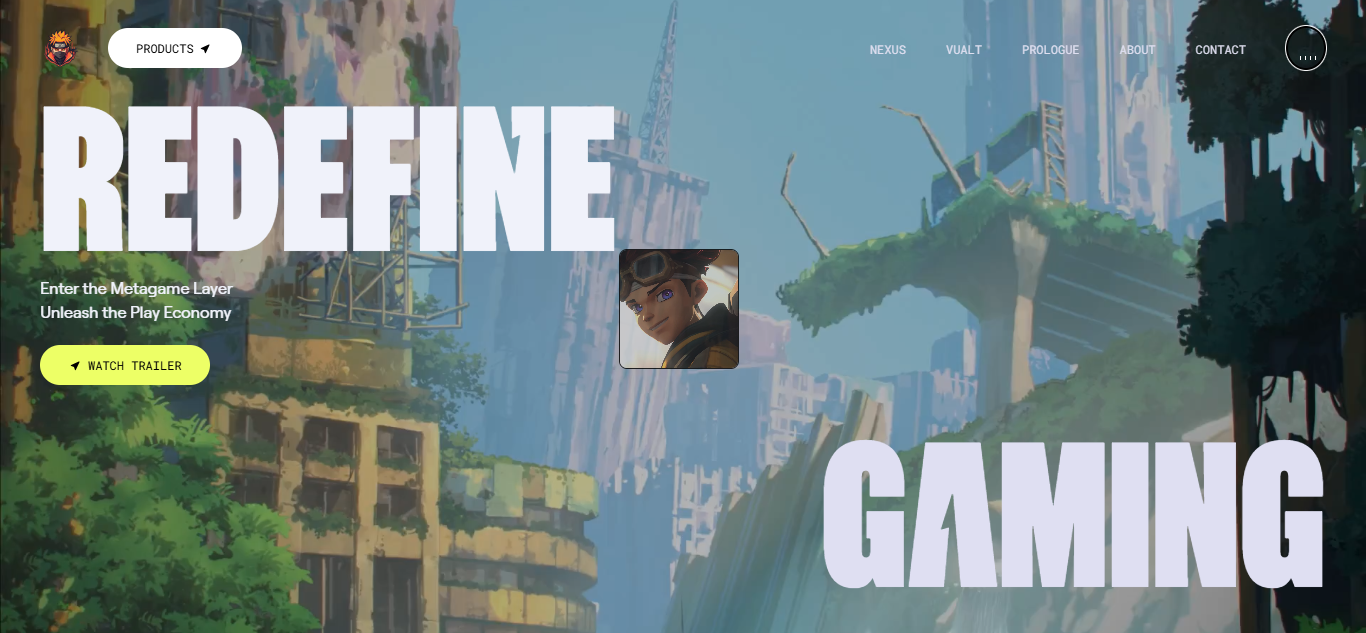 PRODUCTS
NEXUS
VUALT
PROLOGUE
ABOUT
CONTACT
REDEFINE
Enter the Metagame Layer
Unleash the Play Economy
WATCH TRAILER
GAMING